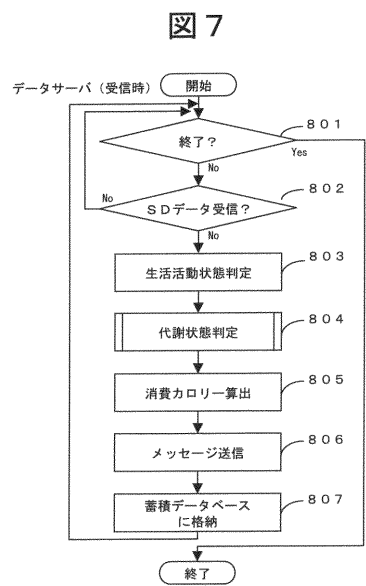 図７
データサーバ（受信時）
開始
終了？
８０１
Yes
No
ＳＤデータ受信？
８０２
No
No
生活活動状態判定
８０３
代謝状態判定
８０４
消費カロリー算出
８０５
メッセージ送信
８０６
蓄積データベース
に格納
８０７
終了